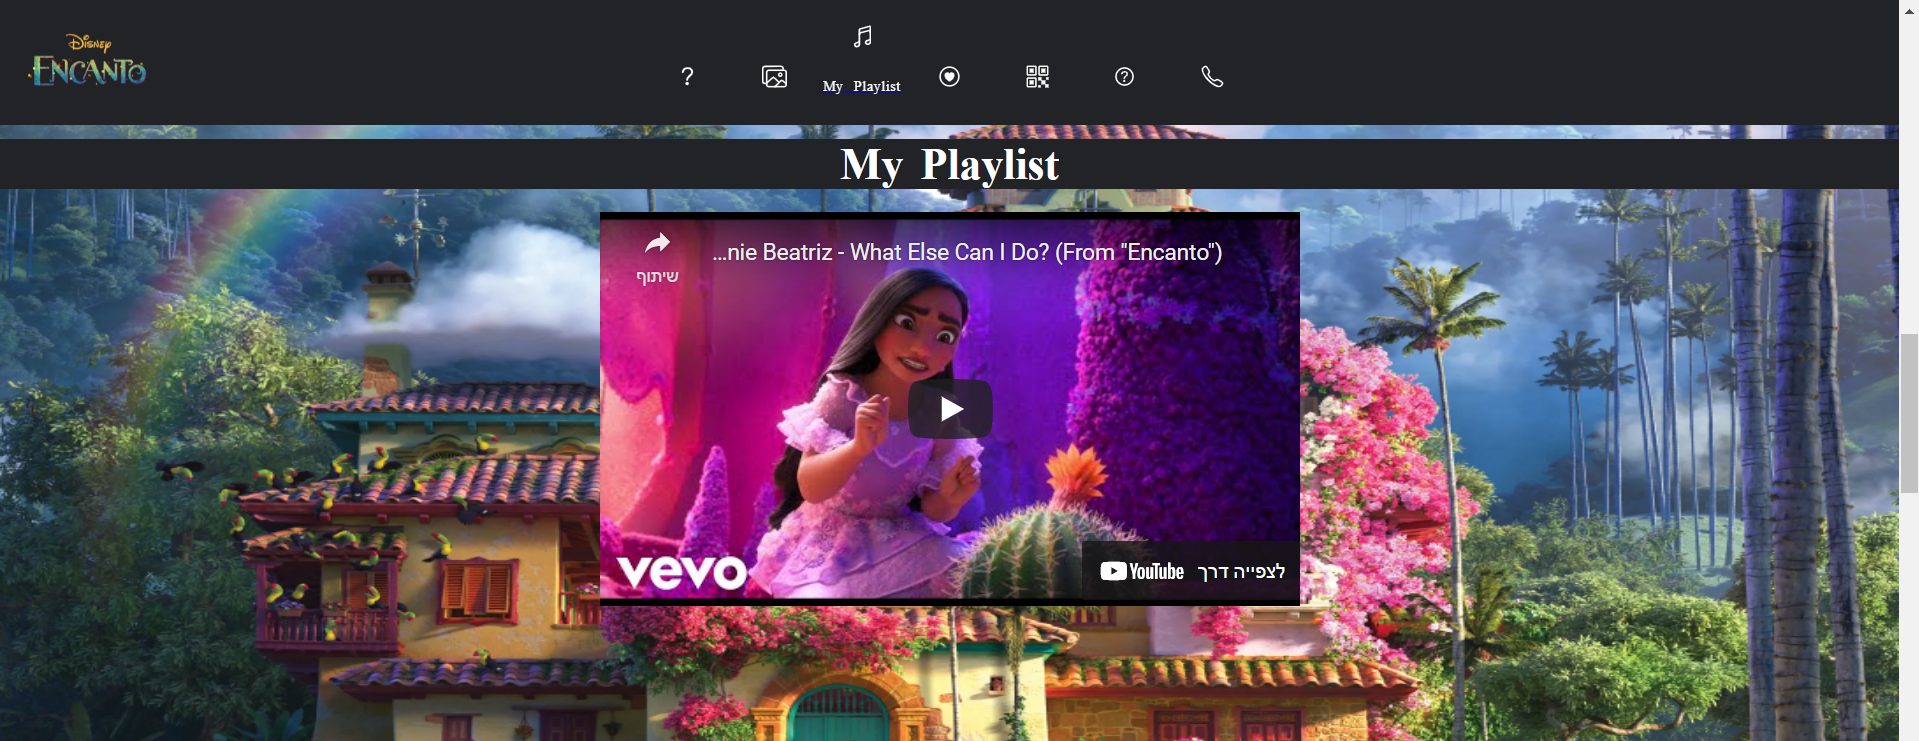 Disney
ENCANTO
?
My Playlist
?
My Playlist
...nie Beatriz - What Else Can I Do? (From "Encanto")
שיתוף
vevo
לצפייה דרך YouTube